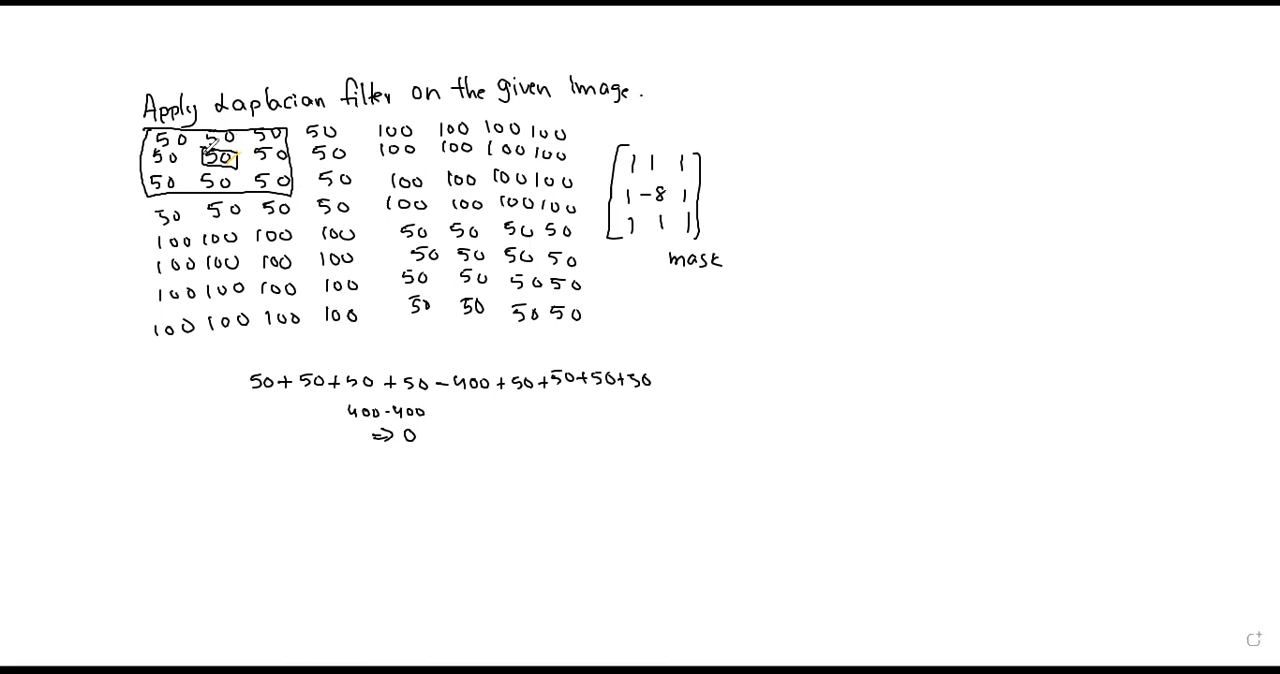 Apply Laplacian filter on the given Image.
50 50 50 50 100 100 100 100
50 50 50 50 100 100 100 100
50 50 50 50 100 100 100 100
50 50 50 50 100 100 100 100
100 100 100 100 50 50 50 50
100 100 100 100 50 50 50 50
100 100 100 100 50 50 50 50
100 100 100 100 50 50 50 50
1 1 1
1 -8 1
1 1 1
mask
50+50+50+50-400+50+50+50+50
400-400
⇒ 0